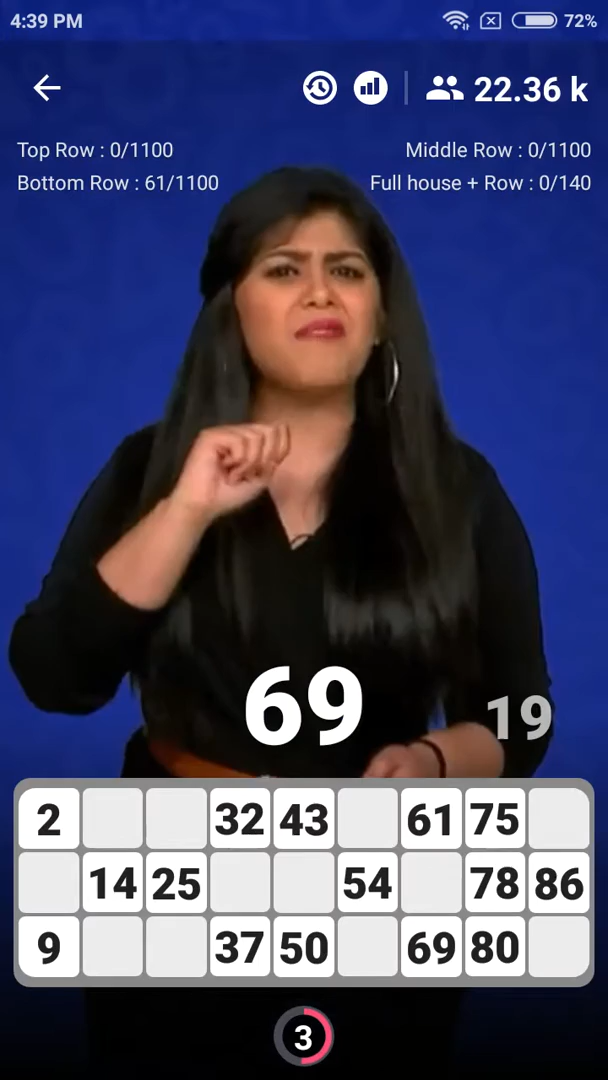 4:39 PM 72%
22.36 k
Top Row : 0/1100 Middle Row : 0/1100
Bottom Row : 61/1100 Full house + Row : 0/140
69 19
2 32 43 61 75
14 25 54 78 86
9 37 50 69 80
3